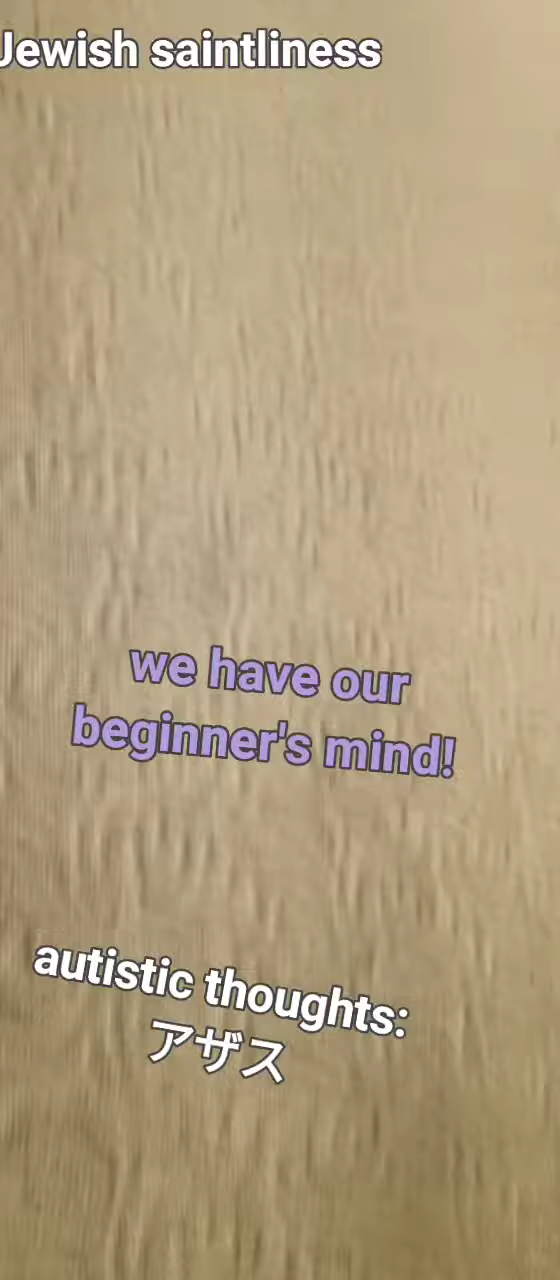 Jewish saintliness
we have our
beginner's mind!
autistic thoughts:
アザス